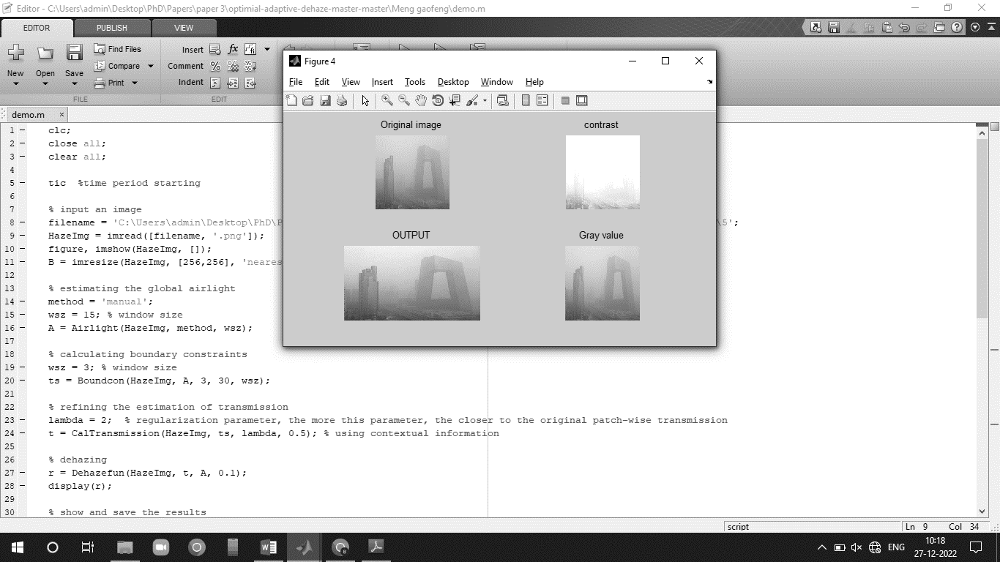 Editor - C:\Users\admin\Desktop\PhD\Papers\paper 3\optimial-adaptive-dehaze-master-master\Meng gaofeng\demo.m
EDITOR PUBLISH VIEW
New Open Save Find Files Compare Print
Insert Comment Indent
FILE EDIT
demo.m ×
1 clc;
2 close all;
3 clear all;
4
5 tic %time period starting
6
7 % input an image
8 filename = 'C:\Users\admin\Desktop\PhD\P \5';
9 HazeImg = imread([filename, '.png']);
10 figure, imshow(HazeImg, []);
11 B = imresize(HazeImg, [256,256], 'neares
12
13 % estimating the global airlight
14 method = 'manual';
15 wsz = 15; % window size
16 A = Airlight(HazeImg, method, wsz);
17
18 % calculating boundary constraints
19 wsz = 3; % window size
20 ts = Boundcon(HazeImg, A, 3, 30, wsz);
21
22 % refining the estimation of transmission
23 lambda = 2; % regularization parameter, the more this parameter, the closer to the original patch-wise transmission
24 t = CalTransmission(HazeImg, ts, lambda, 0.5); % using contextual information
25
26 % dehazing
27 r = Dehazefun(HazeImg, t, A, 0.1);
28 display(r);
29
30 % show and save the results
Figure 4
File Edit View Insert Tools Desktop Window Help
Original image contrast
OUTPUT Gray value
script Ln 9 Col 34
ENG 10:18
27-12-2022